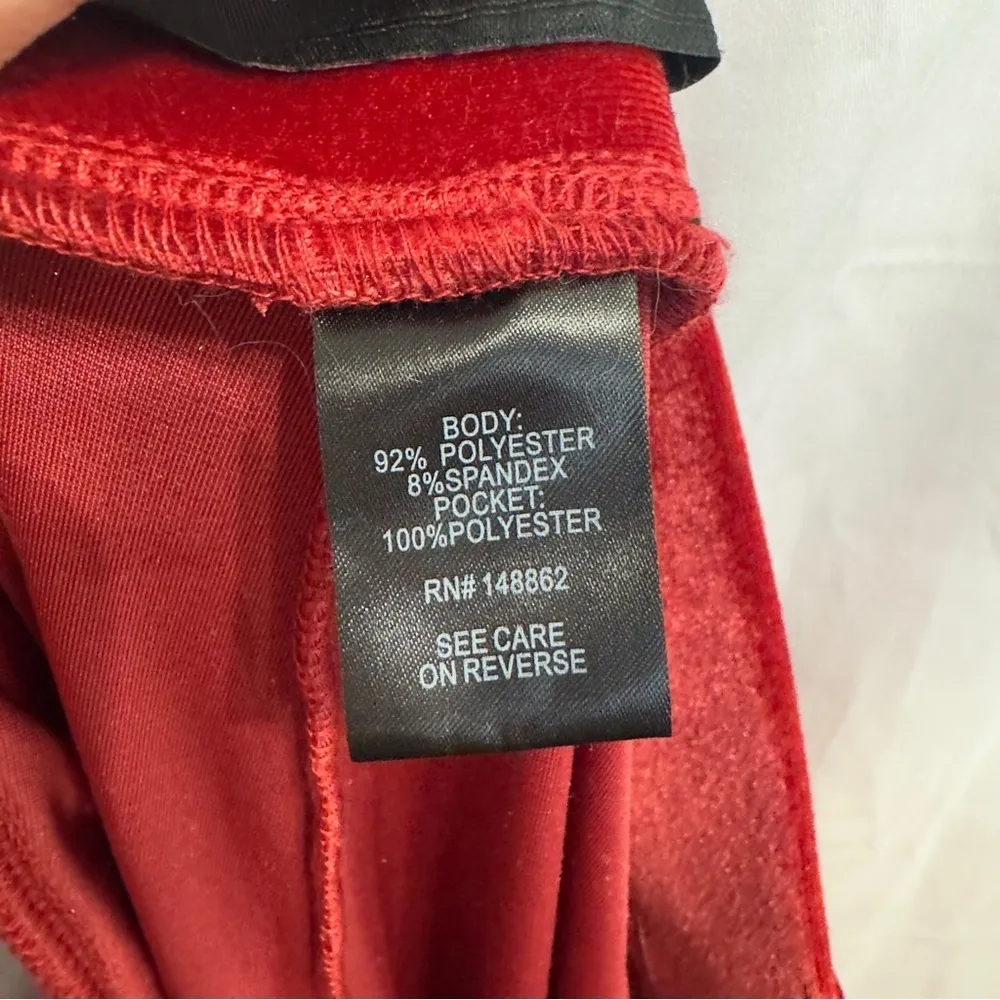 BODY:
92% POLYESTER
8%SPANDEX
POCKET:
100%POLYESTER
RN# 148862
SEE CARE
ON REVERSE